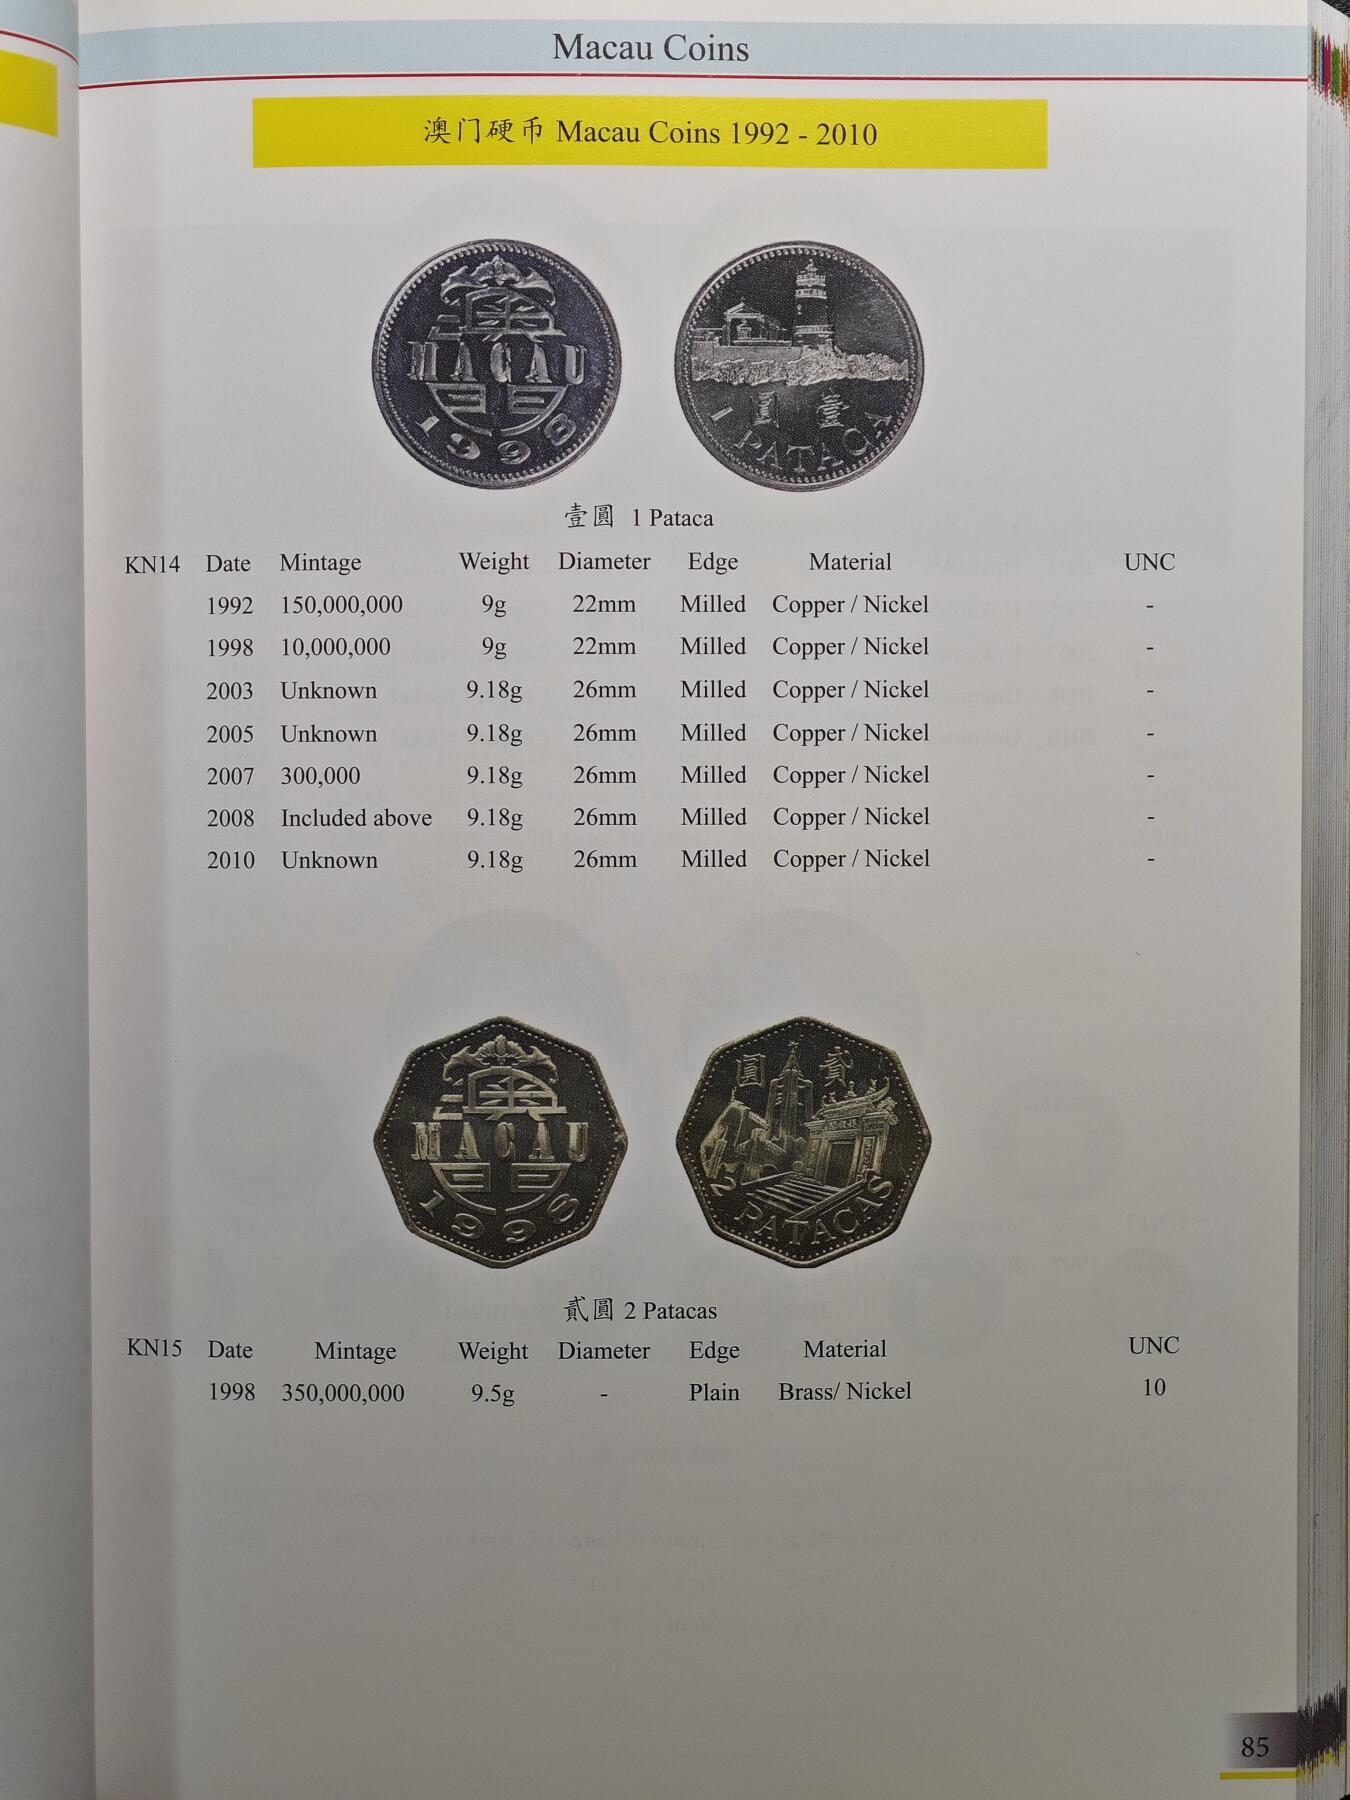 Macau Coins
澳门硬币 Macau Coins 1992 - 2010
MACAU
1998
1 圓 壹
PATACA
壹圓 1 Pataca
KN14 Date Mintage Weight Diameter Edge Material UNC
1992 150,000,000 9g 22mm Milled Copper / Nickel -
1998 10,000,000 9g 22mm Milled Copper / Nickel -
2003 Unknown 9.18g 26mm Milled Copper / Nickel -
2005 Unknown 9.18g 26mm Milled Copper / Nickel -
2007 300,000 9.18g 26mm Milled Copper / Nickel -
2008 Included above 9.18g 26mm Milled Copper / Nickel -
2010 Unknown 9.18g 26mm Milled Copper / Nickel -
MACAU
1998
圓 貳
2 PATACAS
貳圓 2 Patacas
KN15 Date Mintage Weight Diameter Edge Material UNC
1998 350,000,000 9.5g - Plain Brass/ Nickel 10
85